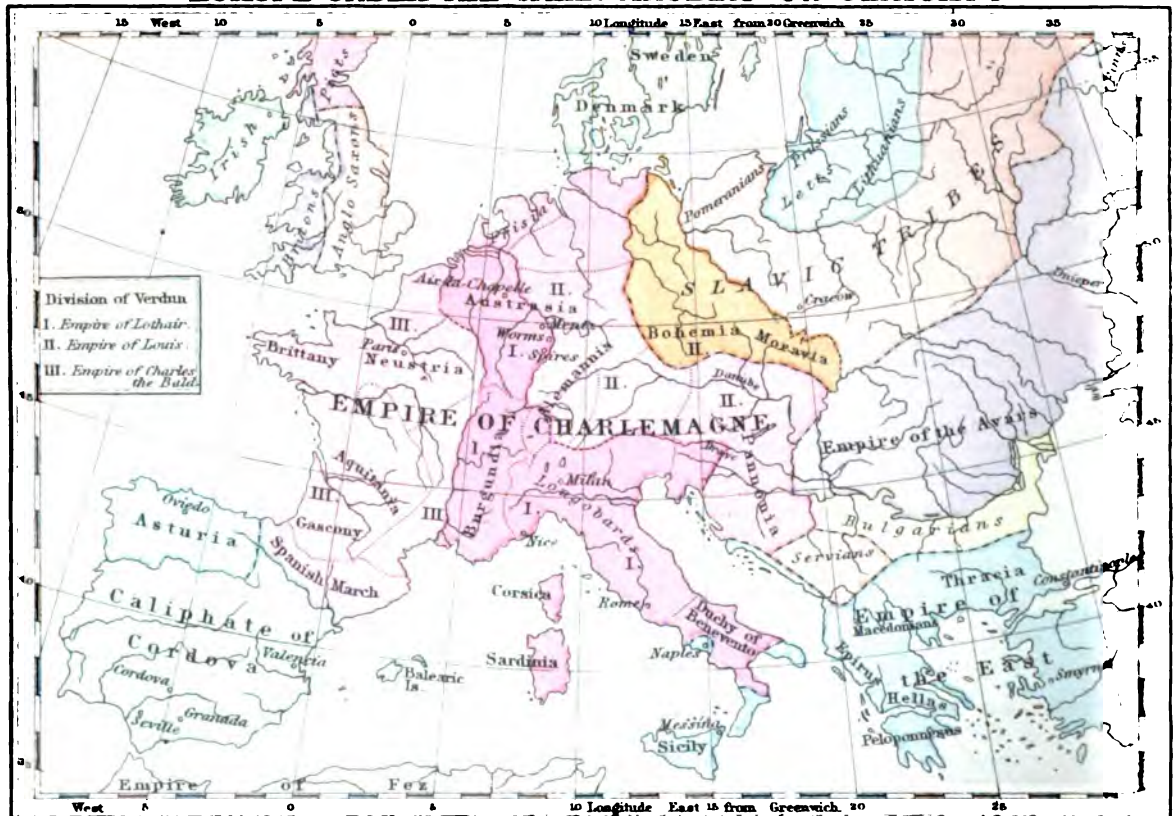 West
Longitude East from Greenwich
15
10
5
0
5
10
15
20
25
30
35
Sweden
Denmark
Picts
Irish
Britons
Anglo Saxons
Prussians
Letts
Lithuanians
Finns
Pomeranians
SLAVIC TRIBES
Dnieper
Cracow
Frisia
Aix-la-Chapelle
Austrasia
II.
Division of Verdun
I. Empire of Lothair.
II. Empire of Louis.
III. Empire of Charles
the Bald.
III.
Brittany
Paris
Neustria
Worms
Mentz
I.
Spires
Bohemia
II.
Moravia
Alemannia
II.
Danube
II.
EMPIRE OF CHARLEMAGNE
Empire of the Avars
Aquitania
III.
Gascony
III.
I.
Burgundia
Milan
Longobards
I.
Nice
Drave
Pannonia
Bulgarians
Servians
Oviedo
Asturia
Spanish March
Caliphate of
Cordova
Valencia
Cordova
Seville
Granada
Balearic
Is.
Corsica
Sardinia
I.
Rome
Duchy of
Benevento
Naples
Messina
Sicily
Thracia
Constantinople
Empire of
Macedonians
the East
Epirus
Hellas
Peloponnesus
Smyrna
Empire of Fez
West
5
0
5
10
Longitude East 15 from Greenwich.
20
25